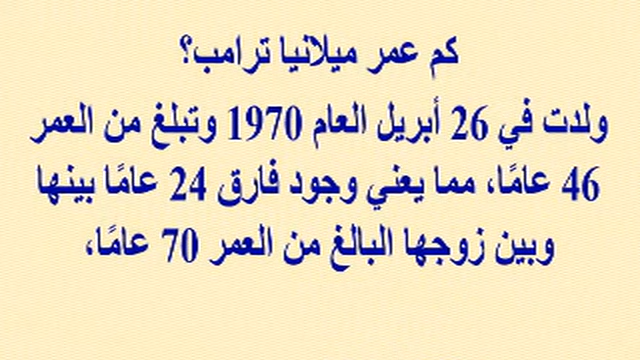 كم عمر ميلانيا ترامب؟
ولدت في 26 أبريل العام 1970 وتبلغ من العمر
46 عامًا، مما يعني وجود فارق 24 عامًا بينها
وبين زوجها البالغ من العمر 70 عامًا،